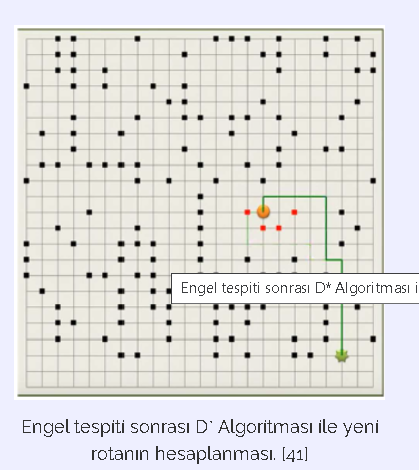 Engel tespiti sonrası D* Algoritması i
Engel tespiti sonrası D* Algoritması ile yeni
rotanın hesaplanması. [41]